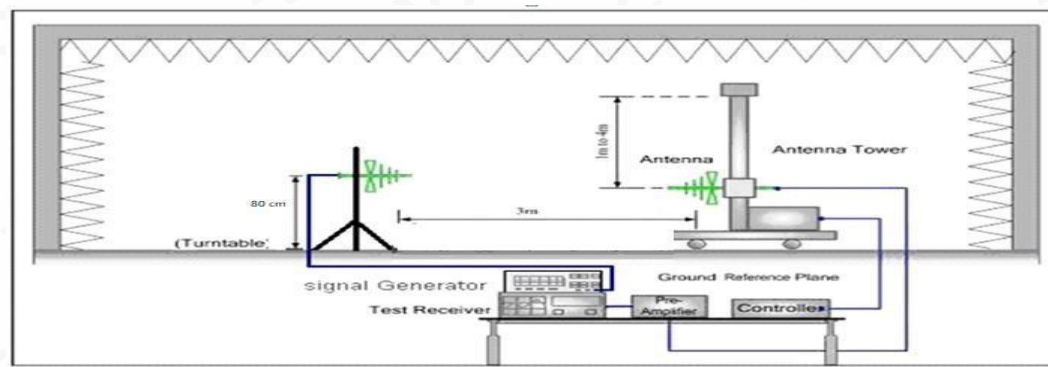 1m to 4m
Antenna
Antenna Tower
80 cm
3m
(Turntable)
Ground Reference Plane
signal Generator
Test Receiver
Pre-
Amplifier
Controller